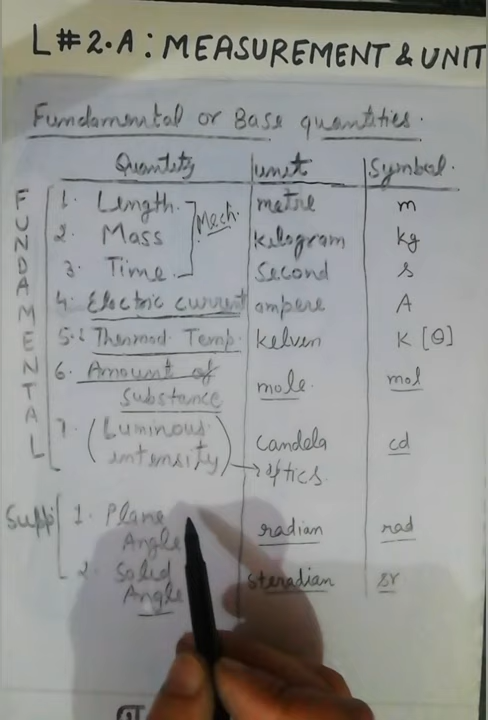 L#2.A: MEASUREMENT & UNIT
Fundamental or Base quantities.
Quantity unit Symbol.
FUNDAMENTAL
1. Length. metre m
Mech.
2. Mass kilogram kg
3. Time. Second s
4. Electric current ampere A
5. Thermod. Temp. kelvin K [θ]
6. Amount of
Substance mole. mol
7. (Luminous
intensity) candela cd
→ optics.
Supp
1. Plane
Angle radian rad
2. Solid
Angle steradian sr